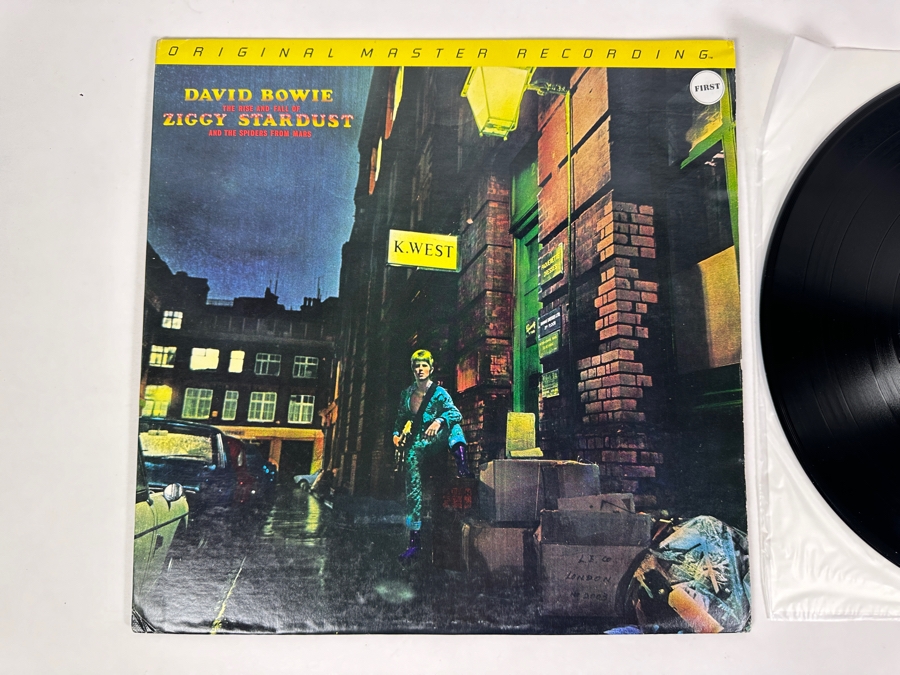 ORIGINAL MASTER RECORDING™
FIRST
DAVID BOWIE
THE RISE AND FALL OF
ZIGGY STARDUST
AND THE SPIDERS FROM MARS
K.WEST
LONDON